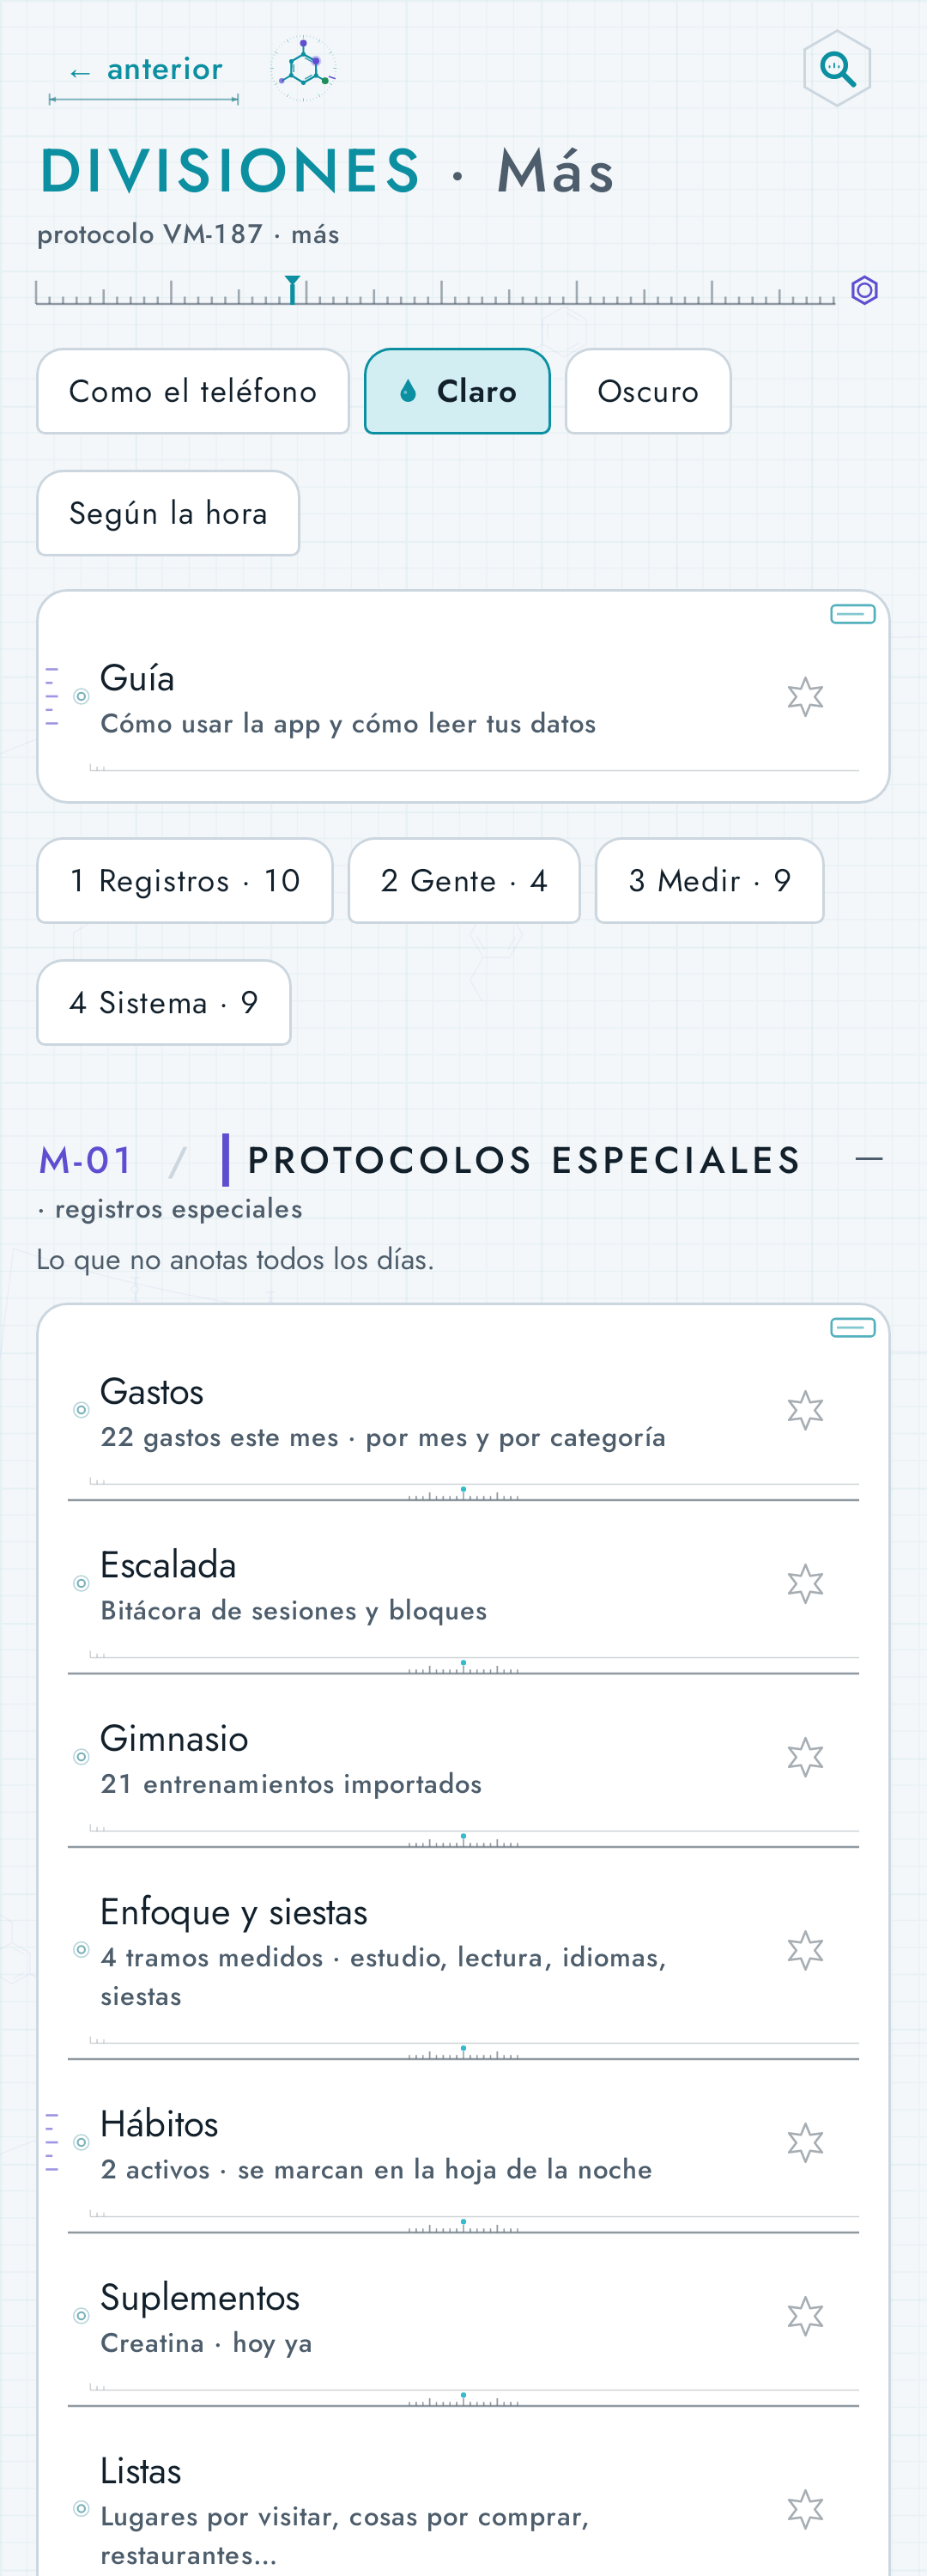 ← anterior
DIVISIONES · Más
protocolo VM-187 · más
Como el teléfono
Claro
Oscuro
Según la hora
Guía
Cómo usar la app y cómo leer tus datos
1 Registros · 10
2 Gente · 4
3 Medir · 9
4 Sistema · 9
M-01 / PROTOCOLOS ESPECIALES —
· registros especiales
Lo que no anotas todos los días.
Gastos
22 gastos este mes · por mes y por categoría
Escalada
Bitácora de sesiones y bloques
Gimnasio
21 entrenamientos importados
Enfoque y siestas
4 tramos medidos · estudio, lectura, idiomas,
siestas
Hábitos
2 activos · se marcan en la hoja de la noche
Suplementos
Creatina · hoy ya
Listas
Lugares por visitar, cosas por comprar,
restaurantes...